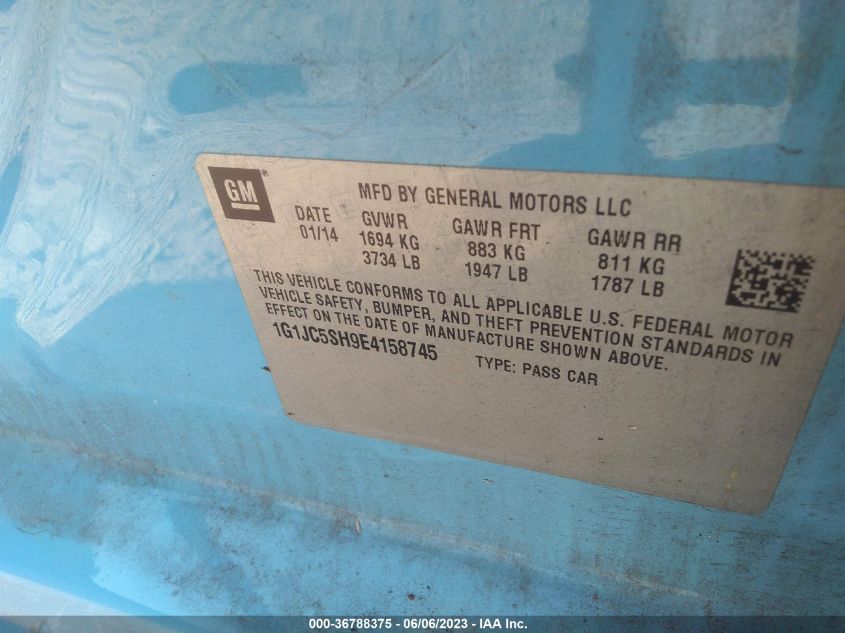 GM®
MFD BY GENERAL MOTORS LLC
DATE GVWR GAWR FRT GAWR RR
01/14 1694 KG 883 KG 811 KG
3734 LB 1947 LB 1787 LB
THIS VEHICLE CONFORMS TO ALL APPLICABLE U.S. FEDERAL MOTOR
VEHICLE SAFETY, BUMPER, AND THEFT PREVENTION STANDARDS IN
EFFECT ON THE DATE OF MANUFACTURE SHOWN ABOVE.
1G1JC5SH9E4158745 TYPE: PASS CAR
000-36788375 - 06/06/2023 - IAA Inc.